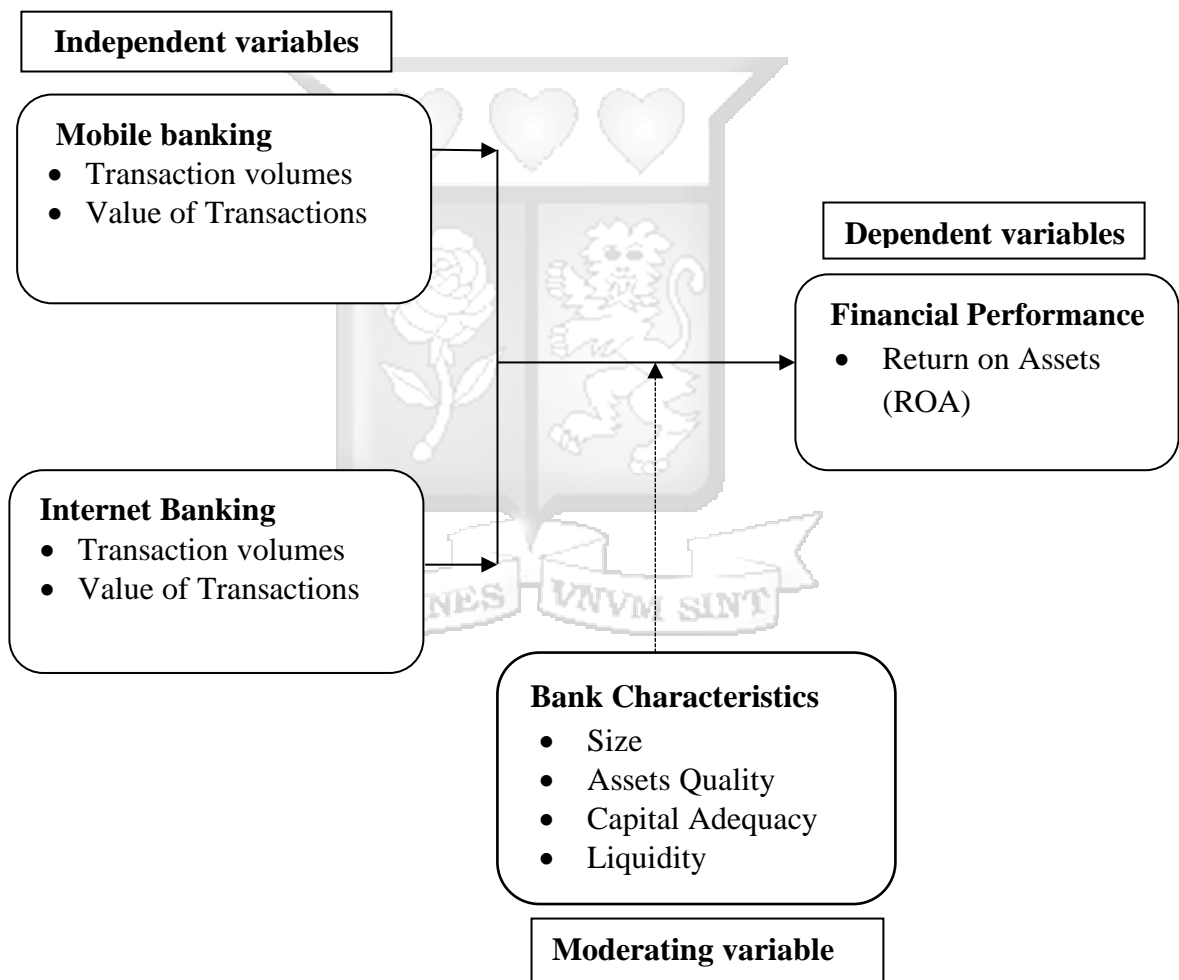 Independent variables
Mobile banking
• Transaction volumes
• Value of Transactions
Dependent variables
Financial Performance
• Return on Assets
(ROA)
Internet Banking
• Transaction volumes
• Value of Transactions
NES VNVM SINT
Bank Characteristics
• Size
• Assets Quality
• Capital Adequacy
• Liquidity
Moderating variable